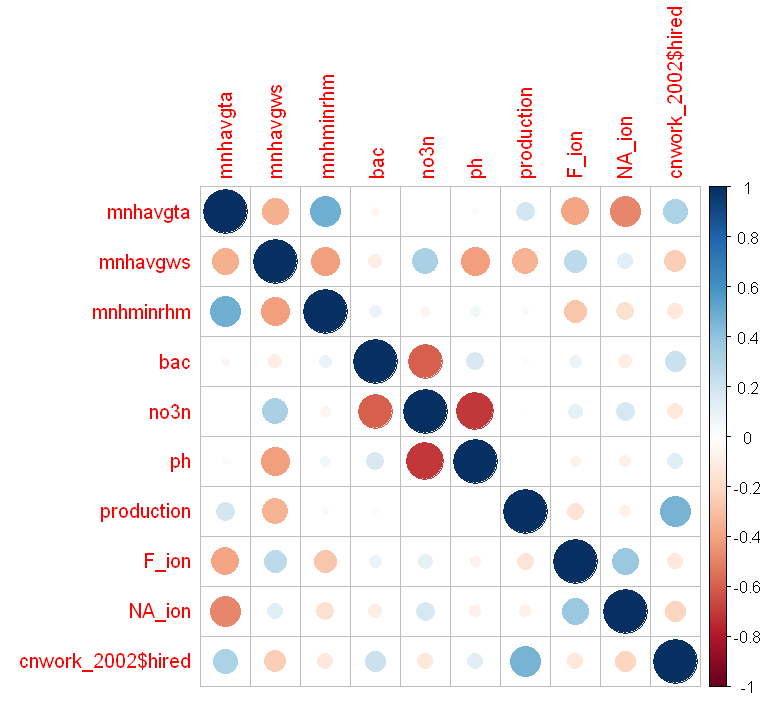 mnhavgta
mnhavgws
mnhminrhm
bac
no3n
ph
production
F_ion
NA_ion
cnwork_2002$hired
mnhavgta
mnhavgws
mnhminrhm
bac
no3n
ph
production
F_ion
NA_ion
cnwork_2002$hired
1
0.8
0.6
0.4
0.2
0
-0.2
-0.4
-0.6
-0.8
-1